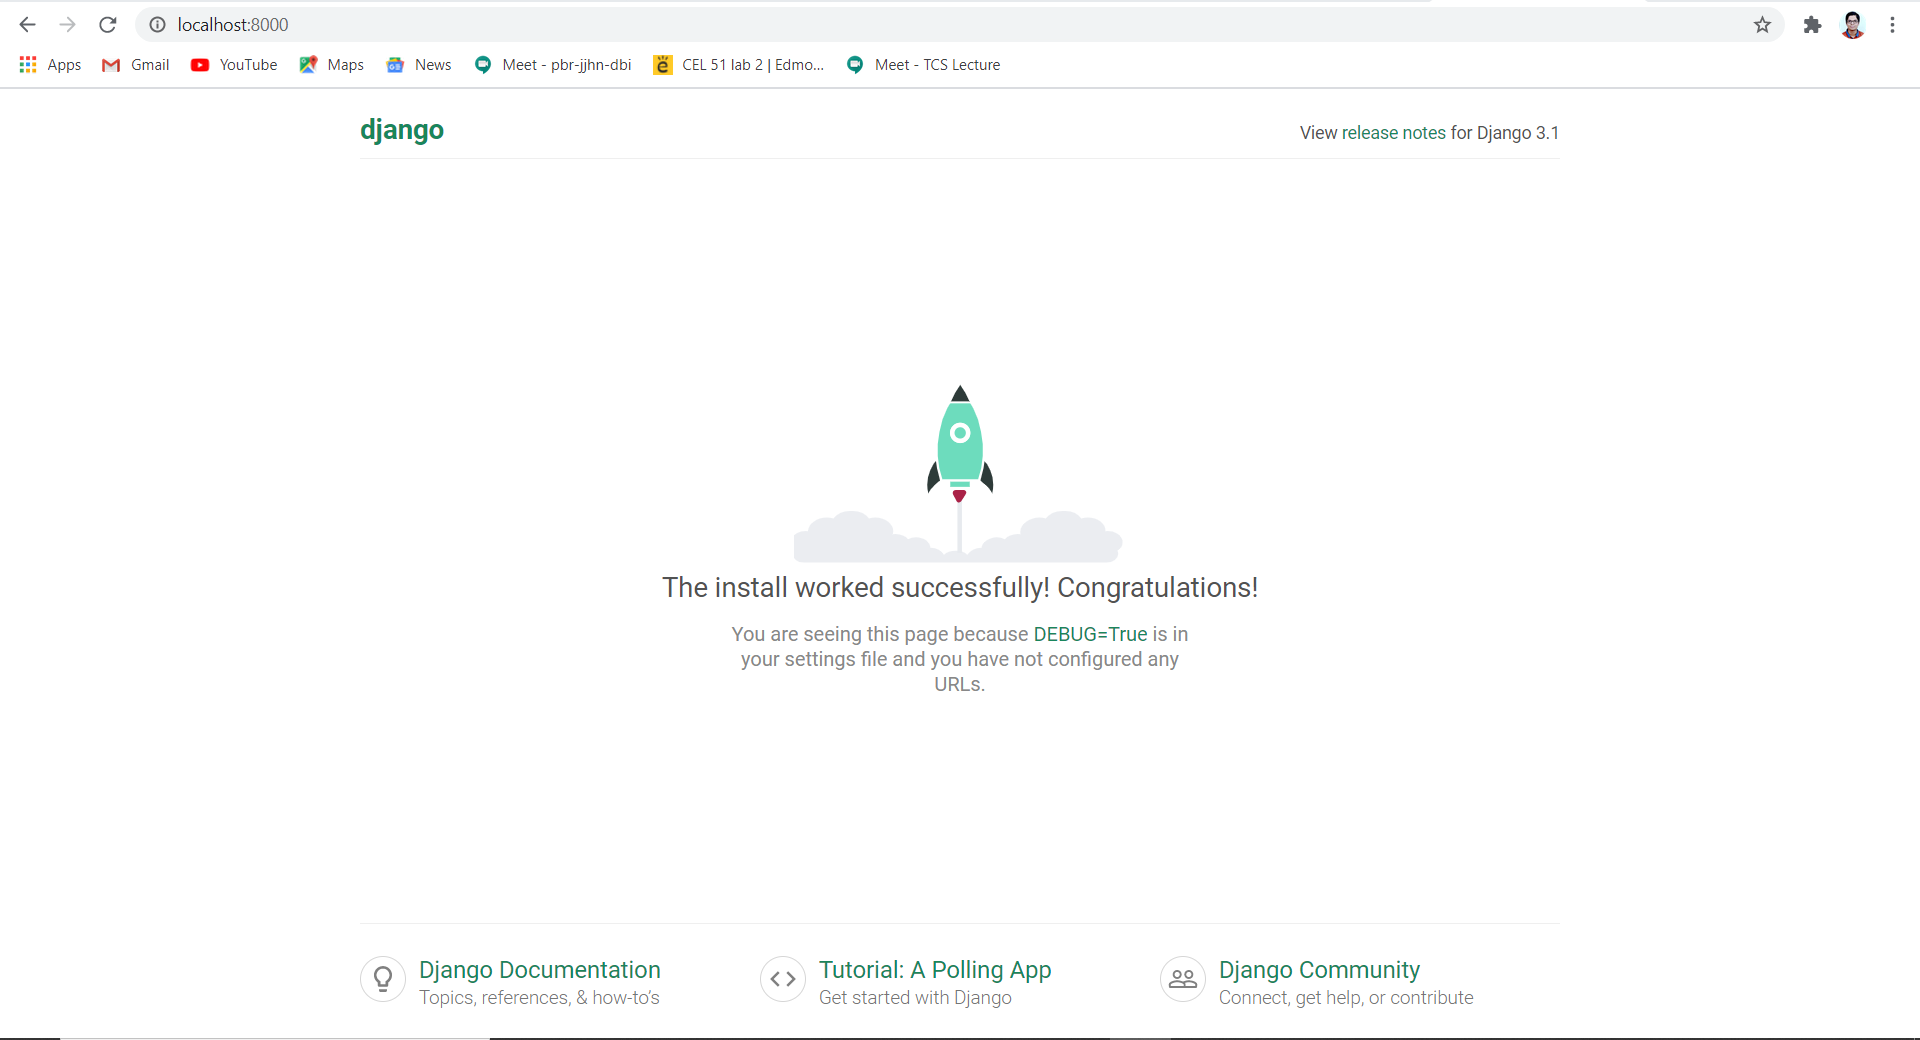 localhost:8000
Apps Gmail YouTube Maps News Meet - pbr-jjhn-dbi CEL 51 lab 2 | Edmo... Meet - TCS Lecture
django
View release notes for Django 3.1
The install worked successfully! Congratulations!
You are seeing this page because DEBUG=True is in
your settings file and you have not configured any
URLs.
Django Documentation
Topics, references, & how-to’s
Tutorial: A Polling App
Get started with Django
Django Community
Connect, get help, or contribute